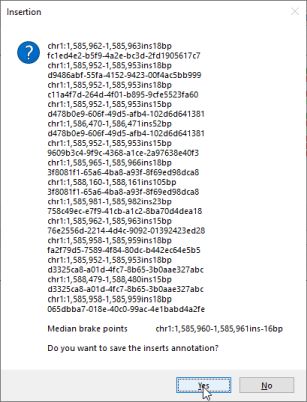 Insertion
chr1:1,585,962-1,585,963ins18bp
fc1ed4e2-b5f9-4a2e-bc3d-2fd1905617c7
chr1:1,585,952-1,585,953ins18bp
d9486abf-55fa-4152-9423-00f4ac5bb999
chr1:1,585,952-1,585,953ins18bp
c11a4f7d-264d-4f01-b895-9cfe5523fa60
chr1:1,585,952-1,585,953ins15bp
d478b0e9-606f-49d5-afb4-102d6d641381
chr1:1,586,470-1,586,471ins52bp
d478b0e9-606f-49d5-afb4-102d6d641381
chr1:1,585,952-1,585,953ins15bp
9609b3c4-9f9c-4368-a1ce-2a97638e40f3
chr1:1,585,965-1,585,966ins18bp
3f8081f1-65a6-4ba8-a93f-8f69ed98dca8
chr1:1,588,160-1,588,161ins105bp
3f8081f1-65a6-4ba8-a93f-8f69ed98dca8
chr1:1,585,981-1,585,982ins23bp
758c49ec-e7f9-41cb-a1c2-8ba70d4dea18
chr1:1,585,962-1,585,963ins15bp
76e2556d-2214-4d4c-9092-01392423ed28
chr1:1,585,958-1,585,959ins18bp
fa2f79d5-7589-4f84-80dc-b442ec64e5b5
chr1:1,585,952-1,585,953ins18bp
d3325ca8-a01d-4fc7-8b65-3b0aae327abc
chr1:1,588,479-1,588,480ins15bp
d3325ca8-a01d-4fc7-8b65-3b0aae327abc
chr1:1,585,958-1,585,959ins18bp
065dbba7-018e-40c0-99ac-4e1babd4a2fe
Median brake points chr1:1,585,960-1,585,961ins-16bp
Do you want to save the inserts annotation?
Yes No